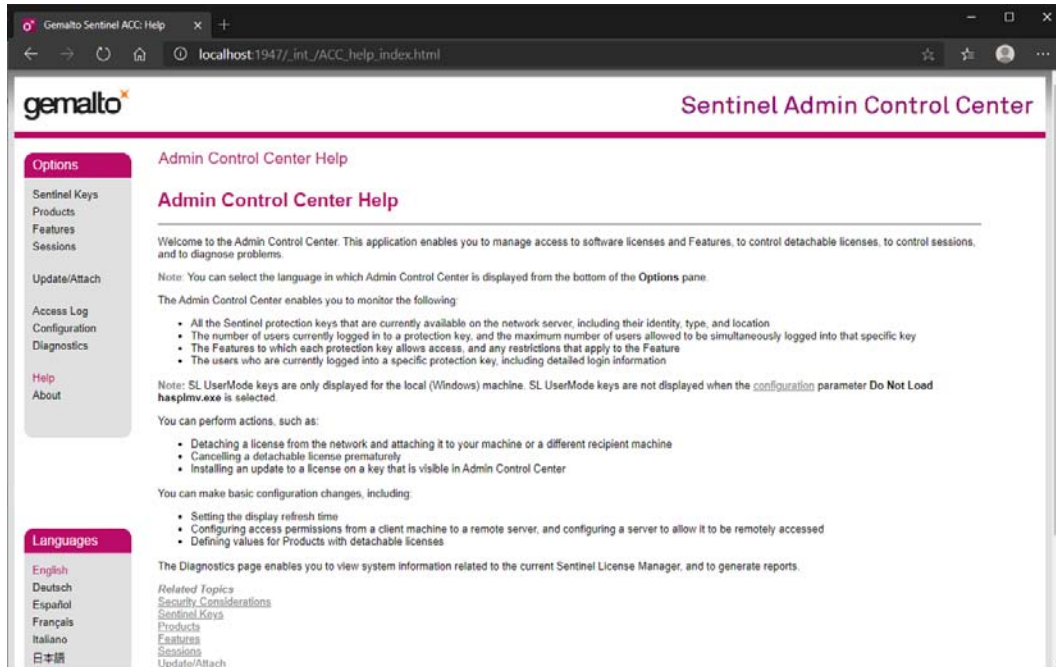 Gemalto Sentinel ACC: Help
localhost:1947/_int_/ACC_help_index.html
gemalto
Sentinel Admin Control Center
Options
Sentinel Keys
Products
Features
Sessions
Update/Attach
Access Log
Configuration
Diagnostics
Help
About
Languages
English
Deutsch
Español
Français
Italiano
日本語
Admin Control Center Help
Admin Control Center Help
Welcome to the Admin Control Center. This application enables you to manage access to software licenses and Features, to control detachable licenses, to control sessions,
and to diagnose problems.
Note: You can select the language in which Admin Control Center is displayed from the bottom of the Options pane.
The Admin Control Center enables you to monitor the following:
• All the Sentinel protection keys that are currently available on the network server, including their identity, type, and location
• The number of users currently logged in to a protection key, and the maximum number of users allowed to be simultaneously logged into that specific key
• The Features to which each protection key allows access, and any restrictions that apply to the Feature
• The users who are currently logged into a specific protection key, including detailed login information
Note: SL UserMode keys are only displayed for the local (Windows) machine. SL UserMode keys are not displayed when the configuration parameter Do Not Load
hasplmv.exe is selected.
You can perform actions, such as:
• Detaching a license from the network and attaching it to your machine or a different recipient machine
• Cancelling a detachable license prematurely
• Installing an update to a license on a key that is visible in Admin Control Center
You can make basic configuration changes, including:
• Setting the display refresh time
• Configuring access permissions from a client machine to a remote server, and configuring a server to allow it to be remotely accessed
• Defining values for Products with detachable licenses
The Diagnostics page enables you to view system information related to the current Sentinel License Manager, and to generate reports.
Related Topics
Security Considerations
Sentinel Keys
Products
Features
Sessions
Update/Attach